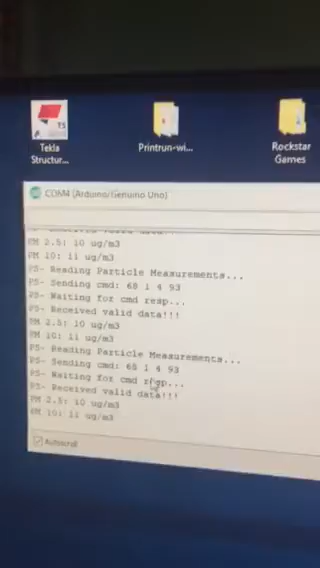 Tekla
Structur...
Printrun-wi...
Rockstar
Games
COM4 (Arduino/Genuino Uno)
PM 2.5: 10 ug/m3
PM 10: 11 ug/m3
PS- Reading Particle Measurements...
PS- Sending cmd: 68 1 4 93
PS- Waiting for cmd resp...
PS- Received valid data!!!
PM 2.5: 10 ug/m3
PM 10: 11 ug/m3
PS- Reading Particle Measurements...
PS- Sending cmd: 68 1 4 93
PS- Waiting for cmd resp...
PS- Received valid data!!!
PM 2.5: 10 ug/m3
PM 10: 11 ug/m3
Autoscroll